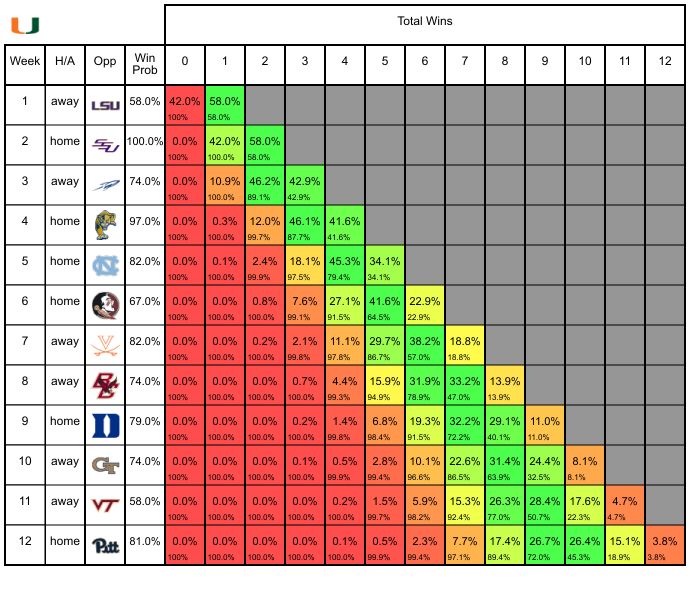 Total Wins
Week H/A Opp Win Prob 0 1 2 3 4 5 6 7 8 9 10 11 12
1 away LSU 58.0% 42.0% 58.0%
100% 58.0%
2 home 100.0% 0.0% 42.0% 58.0%
100% 100.0% 58.0%
3 away 74.0% 0.0% 10.9% 46.2% 42.9%
100% 100.0% 89.1% 42.9%
4 home 97.0% 0.0% 0.3% 12.0% 46.1% 41.6%
100% 100.0% 99.7% 87.7% 41.6%
5 home 82.0% 0.0% 0.1% 2.4% 18.1% 45.3% 34.1%
100% 100.0% 99.9% 97.5% 79.4% 34.1%
6 home 67.0% 0.0% 0.0% 0.8% 7.6% 27.1% 41.6% 22.9%
100% 100.0% 100.0% 99.1% 91.5% 64.5% 22.9%
7 away 82.0% 0.0% 0.0% 0.2% 2.1% 11.1% 29.7% 38.2% 18.8%
100% 100.0% 100.0% 99.8% 97.8% 86.7% 57.0% 18.8%
8 away 74.0% 0.0% 0.0% 0.0% 0.7% 4.4% 15.9% 31.9% 33.2% 13.9%
100% 100.0% 100.0% 100.0% 99.3% 94.9% 78.9% 47.0% 13.9%
9 home D 79.0% 0.0% 0.0% 0.0% 0.2% 1.4% 6.8% 19.3% 32.2% 29.1% 11.0%
100% 100.0% 100.0% 100.0% 99.8% 98.4% 91.5% 72.2% 40.1% 11.0%
10 away GT 74.0% 0.0% 0.0% 0.0% 0.1% 0.5% 2.8% 10.1% 22.6% 31.4% 24.4% 8.1%
100% 100.0% 100.0% 100.0% 99.9% 99.4% 96.6% 86.5% 63.9% 32.5% 8.1%
11 away VT 58.0% 0.0% 0.0% 0.0% 0.0% 0.2% 1.5% 5.9% 15.3% 26.3% 28.4% 17.6% 4.7%
100% 100.0% 100.0% 100.0% 100.0% 99.7% 98.2% 92.4% 77.0% 50.7% 22.3% 4.7%
12 home Pitt 81.0% 0.0% 0.0% 0.0% 0.0% 0.1% 0.5% 2.3% 7.7% 17.4% 26.7% 26.4% 15.1% 3.8%
100% 100.0% 100.0% 100.0% 100.0% 99.9% 99.4% 97.1% 89.4% 72.0% 45.3% 18.9% 3.8%